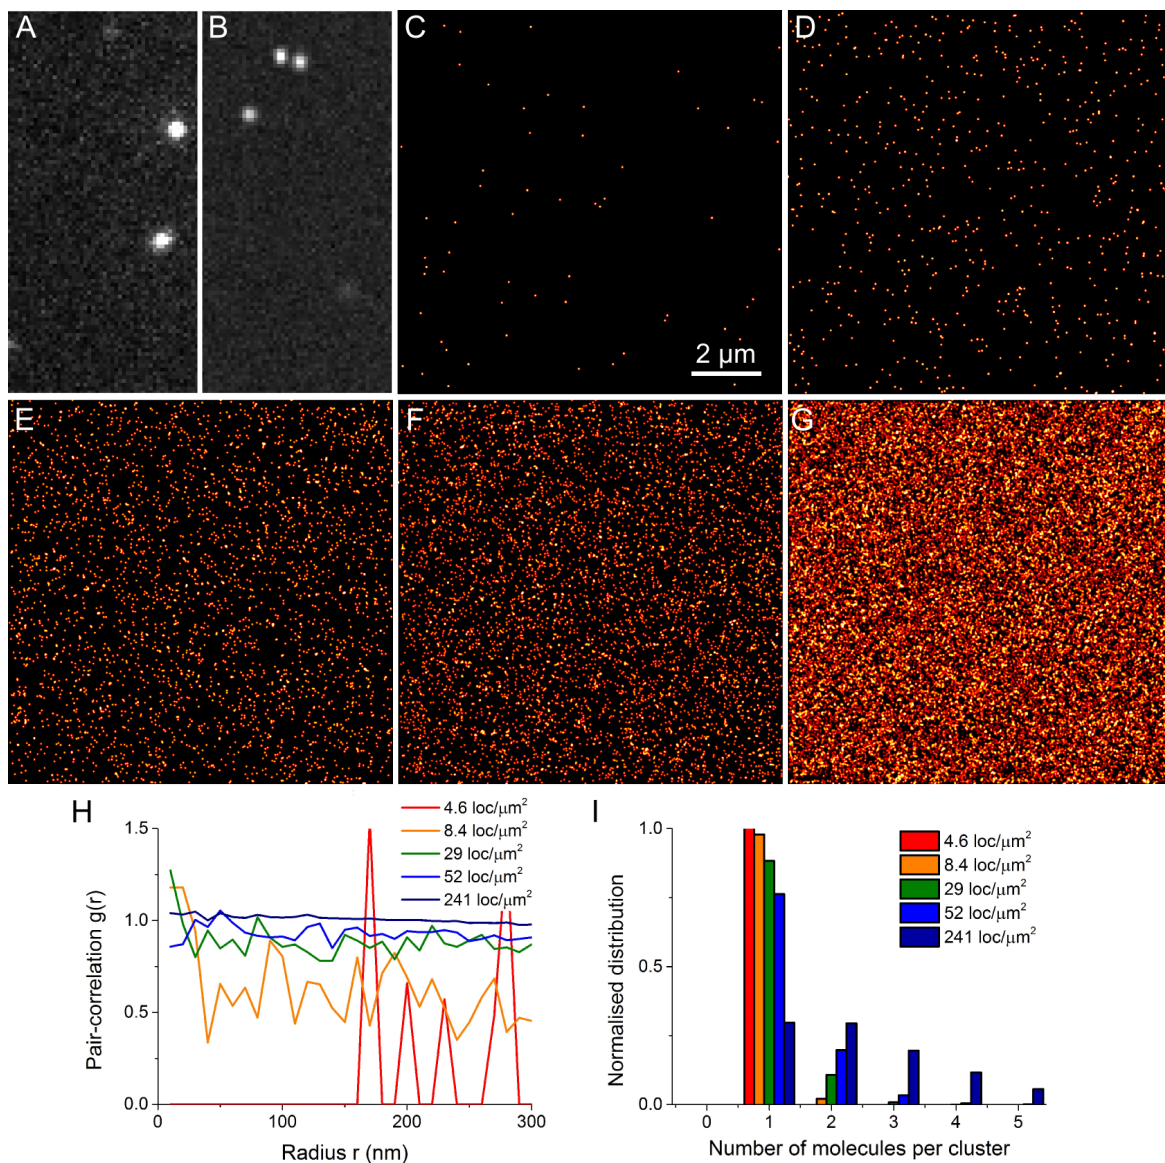 A
B
C
D
2 μm
E
F
G
H
4.6 loc/μm²
8.4 loc/μm²
29 loc/μm²
52 loc/μm²
241 loc/μm²
1.5
1.0
0.5
0.0
Pair-correlation g(r)
0
100
200
300
Radius r (nm)
I
4.6 loc/μm²
8.4 loc/μm²
29 loc/μm²
52 loc/μm²
241 loc/μm²
1.0
0.5
0.0
Normalised distribution
0
1
2
3
4
5
Number of molecules per cluster